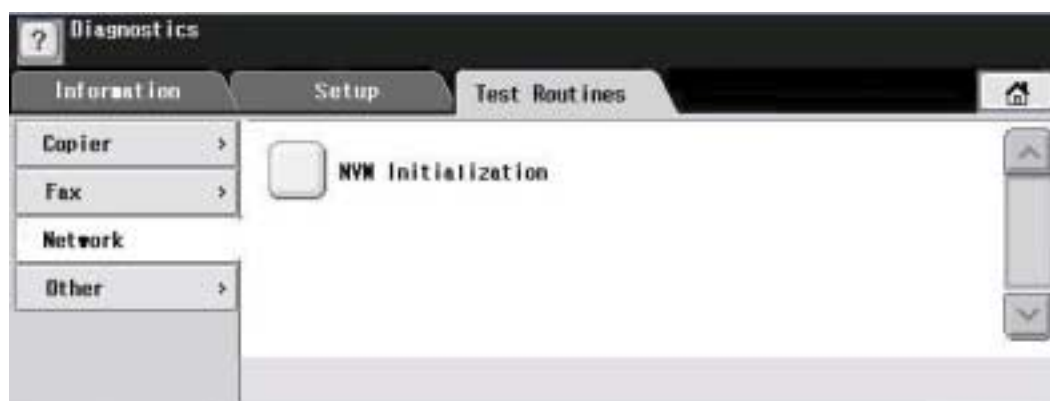 ? Diagnostics
Information Setup Test Routines
Copier >
NVM Initialization
Fax >
Network
Other >